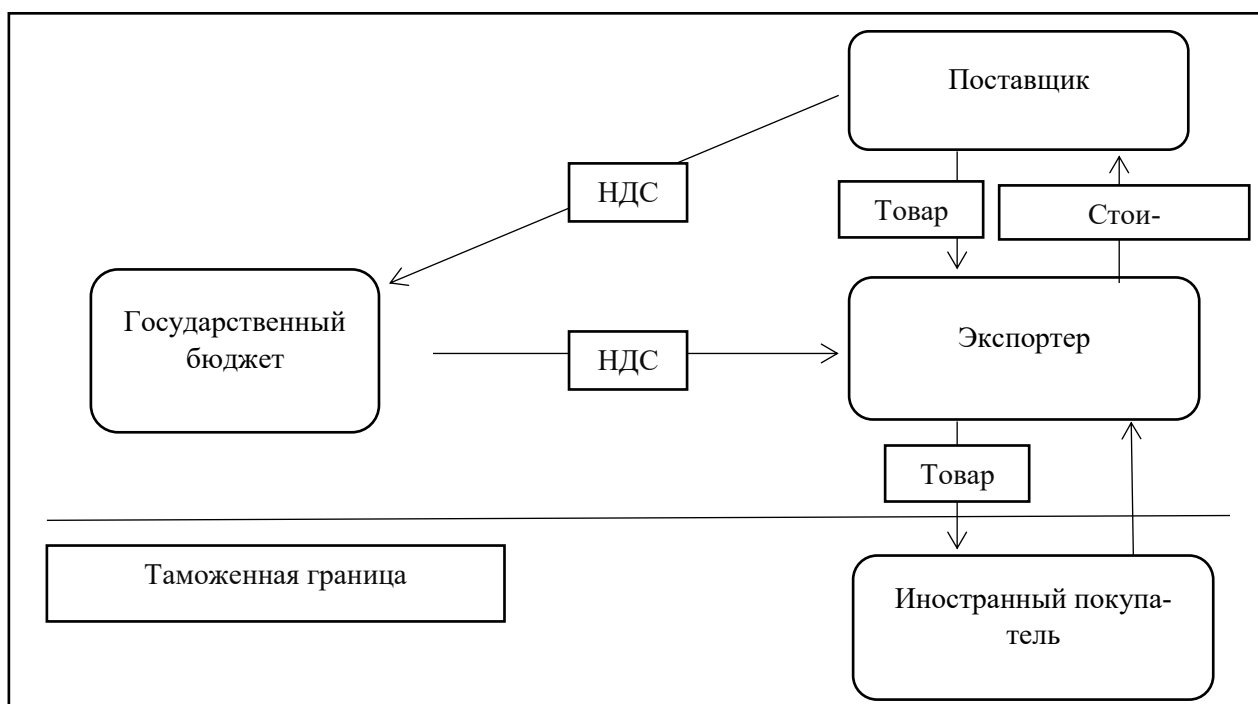 Поставщик
НДС
Товар
Стои-
Государственный
бюджет
НДС
Экспортер
Товар
Таможенная граница
Иностранный покупа-
тель